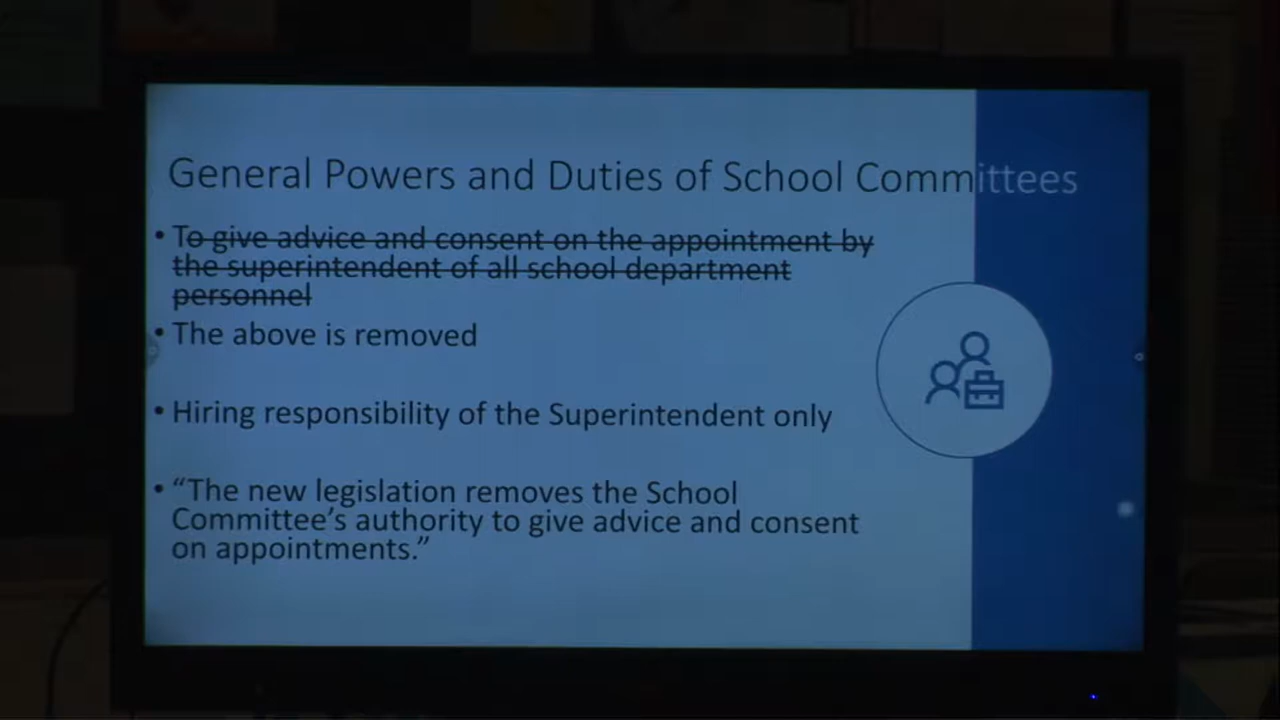 General Powers and Duties of School Committees
• To give advice and consent on the appointment by
the superintendent of all school department
personnel
• The above is removed
• Hiring responsibility of the Superintendent only
• “The new legislation removes the School
Committee’s authority to give advice and consent
on appointments.”